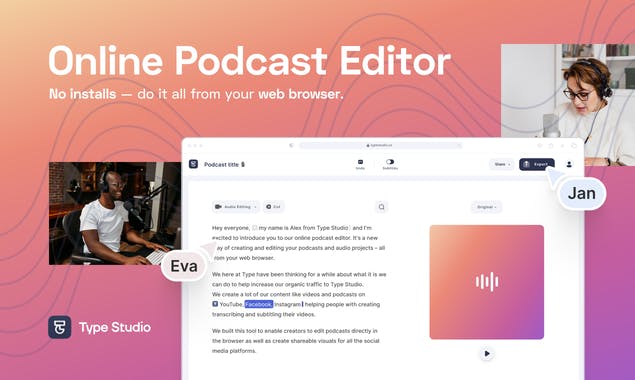 Online Podcast Editor
No installs — do it all from your web browser.
Podcast title
Undo
Subtitles
Share
Export
Jan
Audio Editing
Cut
Original
Hey everyone, my name is Alex from Type Studio and I'm
excited to introduce you to our online podcast editor. It's a new
way of creating and editing your podcasts and audio projects – all
from your web browser.
Eva
We here at Type have been thinking for a while about what it is we
can do to help increase our organic traffic to Type Studio.
We create a lot of our content like videos and podcasts on
YouTube, Facebook, Instagram helping people with creating
transcribing and subtitling their videos.
We built this tool to enable creators to edit podcasts directly in
the browser as well as create shareable visuals for all the social
media platforms.
Type Studio